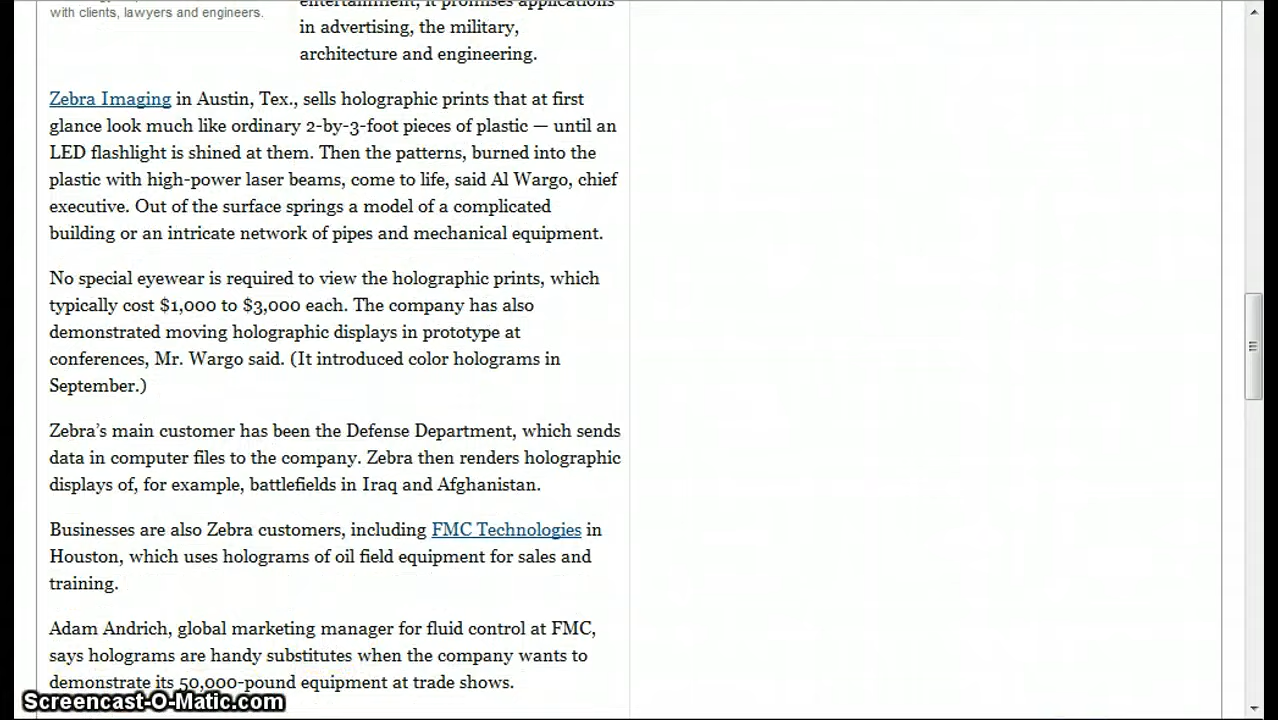 with clients, lawyers and engineers.
entertainment, it promises applications
in advertising, the military,
architecture and engineering.
Zebra Imaging in Austin, Tex., sells holographic prints that at first
glance look much like ordinary 2-by-3-foot pieces of plastic — until an
LED flashlight is shined at them. Then the patterns, burned into the
plastic with high-power laser beams, come to life, said Al Wargo, chief
executive. Out of the surface springs a model of a complicated
building or an intricate network of pipes and mechanical equipment.
No special eyewear is required to view the holographic prints, which
typically cost $1,000 to $3,000 each. The company has also
demonstrated moving holographic displays in prototype at
conferences, Mr. Wargo said. (It introduced color holograms in
September.)
Zebra’s main customer has been the Defense Department, which sends
data in computer files to the company. Zebra then renders holographic
displays of, for example, battlefields in Iraq and Afghanistan.
Businesses are also Zebra customers, including FMC Technologies in
Houston, which uses holograms of oil field equipment for sales and
training.
Adam Andrich, global marketing manager for fluid control at FMC,
says holograms are handy substitutes when the company wants to
demonstrate its 50,000-pound equipment at trade shows.
Screencast-O-Matic.com